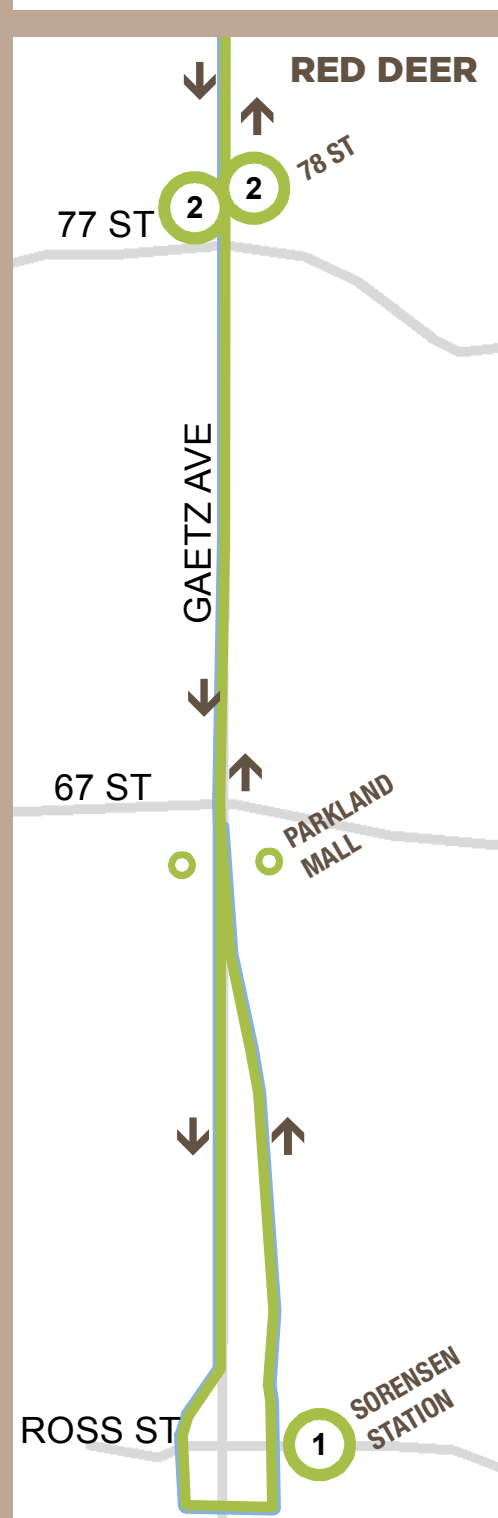 RED DEER
78 ST
2
2
77 ST
GAETZ AVE
67 ST
PARKLAND
MALL
SORENSEN
STATION
ROSS ST
1